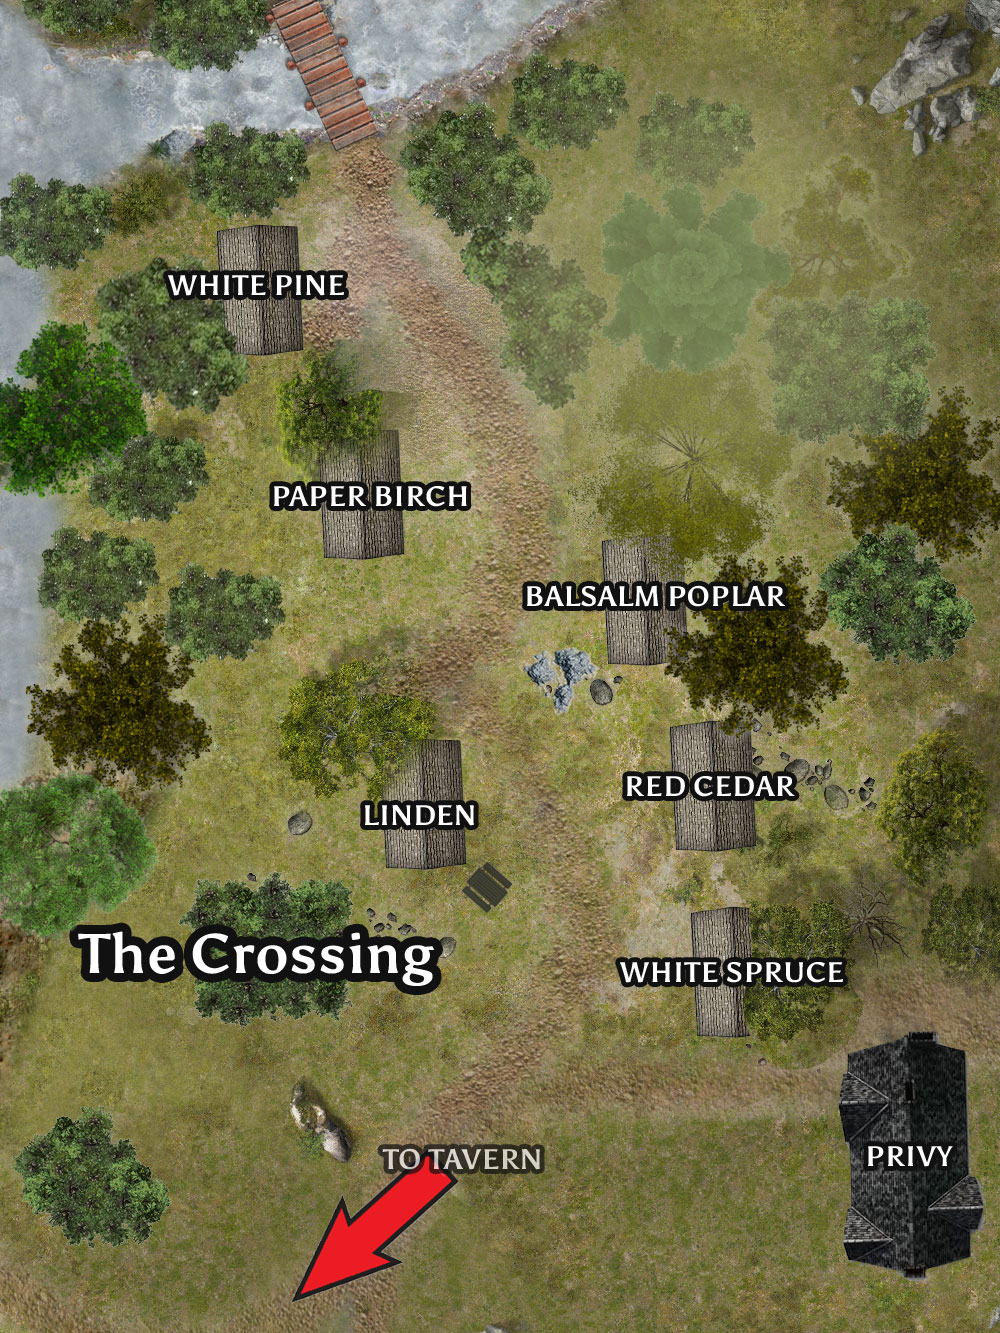 WHITE PINE
PAPER BIRCH
BALSALM POPLAR
RED CEDAR
LINDEN
The Crossing
WHITE SPRUCE
PRIVY
TO TAVERN